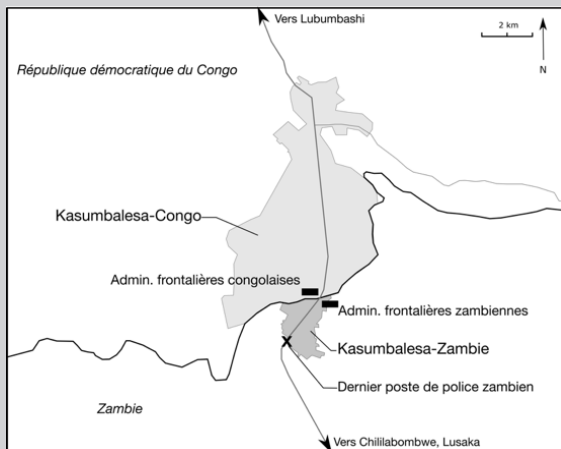 Vers Lubumbashi
2 km
République démocratique du Congo
N
Kasumbalesa-Congo
Admin. frontalières congolaises
Admin. frontalières zambiennes
Kasumbalesa-Zambie
X
Dernier poste de police zambien
Zambie
Vers Chililabombwe, Lusaka